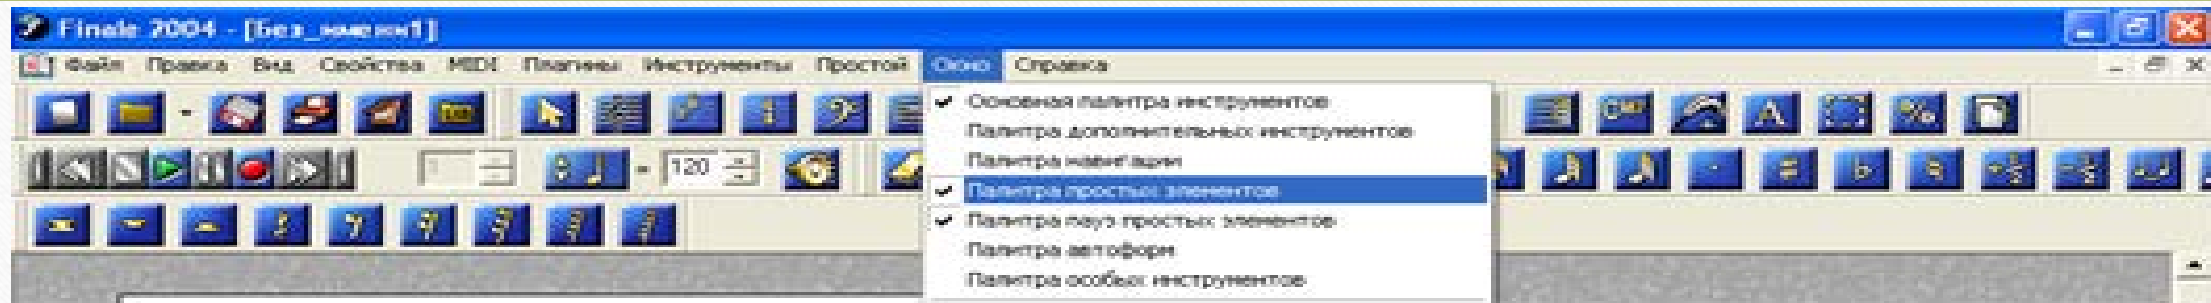 Finale 2004 - [Без_имени1]
Файл Правка Вид Свойства MIDI Плагины Инструменты Простой Окно Справка
Основная палитра инструментов
Палитра дополнительных инструментов
Палитра навигации
120
Палитра простых элементов
Палитра пауз простых элементов
Палитра автоформ
Палитра особых инструментов